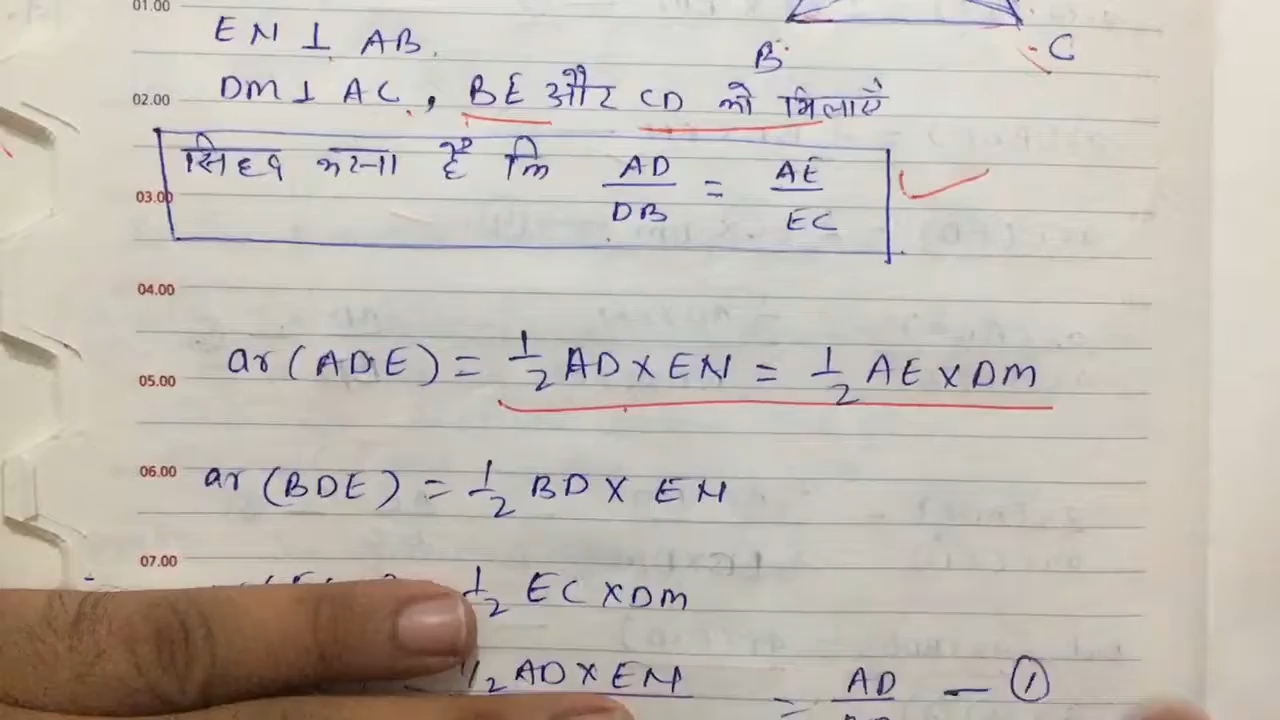 01.00
EN ⊥ AB.
B C
02.00 DM ⊥ AC, BE और CD को मिलाएँ
सिद्ध करना है कि AD/DB = AE/EC
03.00
04.00
ar(ADE) = 1/2 AD × EN = 1/2 AE × DM
05.00
06.00 ar(BDE) = 1/2 BD × EN
07.00
1/2 EC × DM
1/2 AD × EN = AD — ①